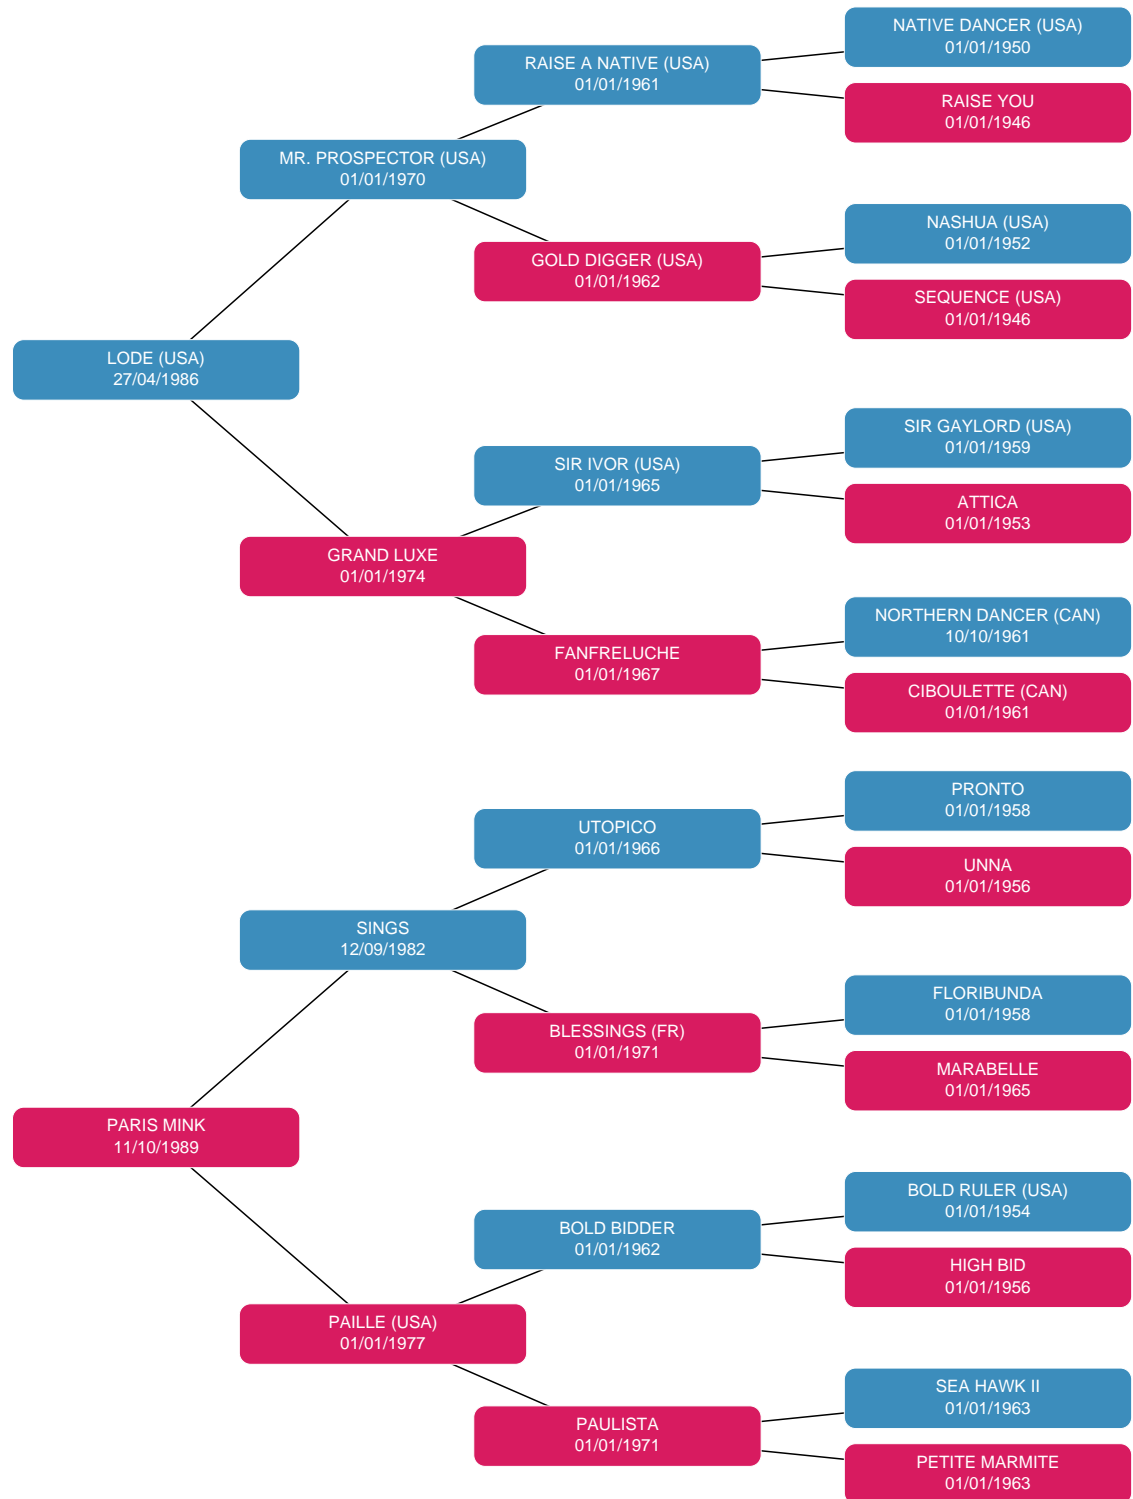 NATIVE DANCER (USA)
01/01/1950
RAISE A NATIVE (USA)
01/01/1961
RAISE YOU
01/01/1946
MR. PROSPECTOR (USA)
01/01/1970
NASHUA (USA)
01/01/1952
GOLD DIGGER (USA)
01/01/1962
SEQUENCE (USA)
01/01/1946
LODE (USA)
27/04/1986
SIR GAYLORD (USA)
01/01/1959
SIR IVOR (USA)
01/01/1965
ATTICA
01/01/1953
GRAND LUXE
01/01/1974
NORTHERN DANCER (CAN)
10/10/1961
FANFRELUCHE
01/01/1967
CIBOULETTE (CAN)
01/01/1961
PRONTO
01/01/1958
UTOPICO
01/01/1966
UNNA
01/01/1956
SINGS
12/09/1982
FLORIBUNDA
01/01/1958
BLESSINGS (FR)
01/01/1971
MARABELLE
01/01/1965
PARIS MINK
11/10/1989
BOLD RULER (USA)
01/01/1954
BOLD BIDDER
01/01/1962
HIGH BID
01/01/1956
PAILLE (USA)
01/01/1977
SEA HAWK II
01/01/1963
PAULISTA
01/01/1971
PETITE MARMITE
01/01/1963